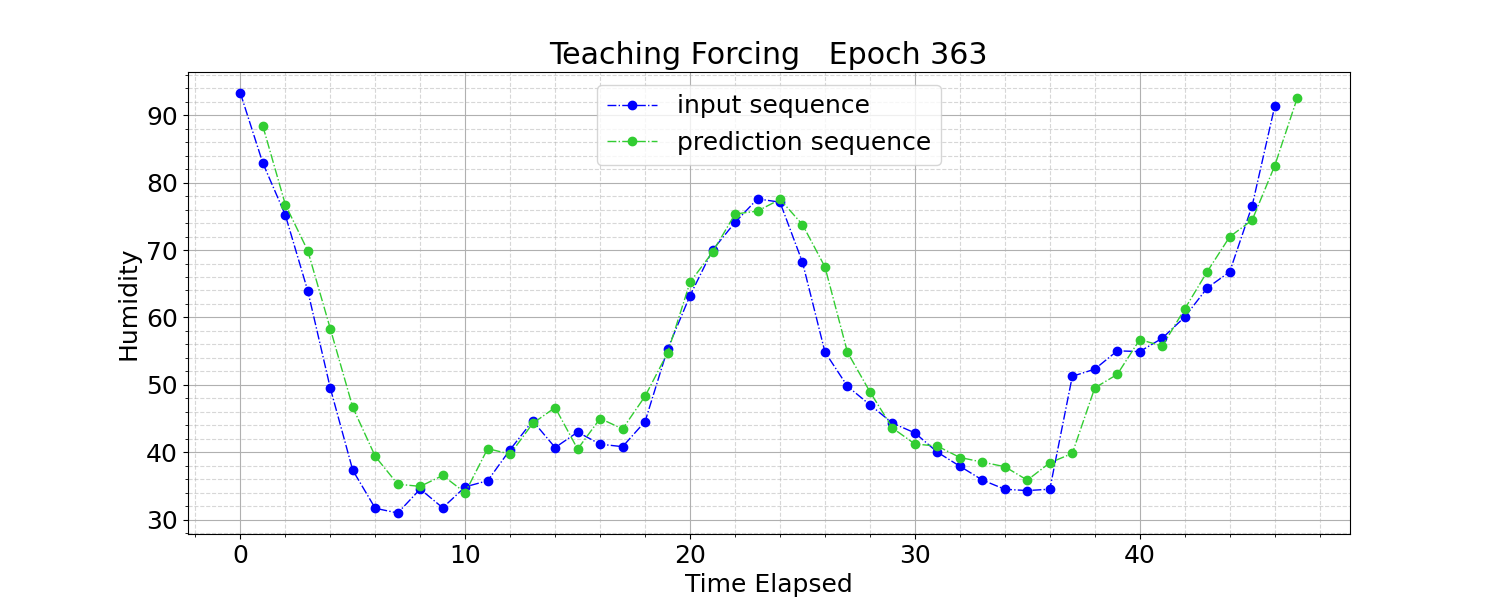 Teaching Forcing   Epoch 363
input sequence
prediction sequence
Humidity
90
80
70
60
50
40
30
0 10 20 30 40
Time Elapsed